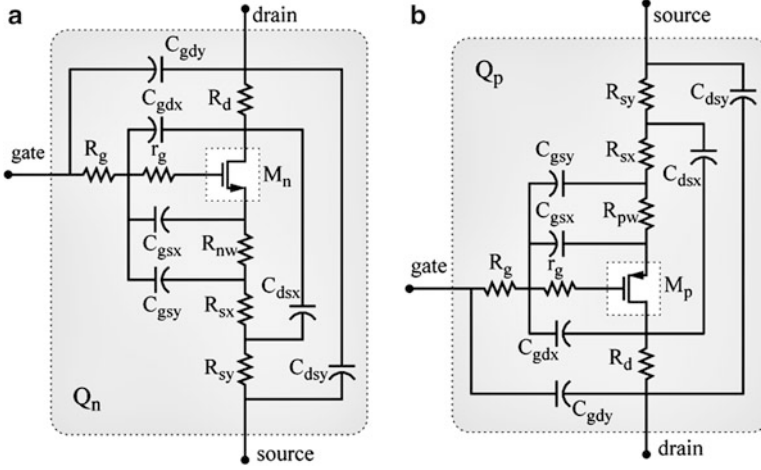 a
drain
C_gdy
R_d
C_gdx
gate
R_g
r_g
M_n
C_gsx
R_nw
C_gsy
C_dsx
R_sx
R_sy
C_dsy
Q_n
source
b
source
Q_p
R_sy
C_dsy
R_sx
C_gsy
C_dsx
C_gsx
R_pw
gate
R_g
r_g
M_p
C_gdx
R_d
C_gdy
drain